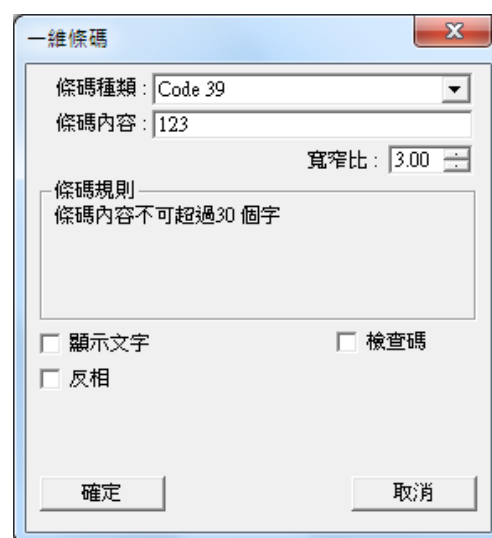 一維條碼
條碼種類 : Code 39
條碼內容 : 123
寬窄比 : 3.00
條碼規則
條碼內容不可超過30 個字
顯示文字 檢查碼
反相
確定 取消